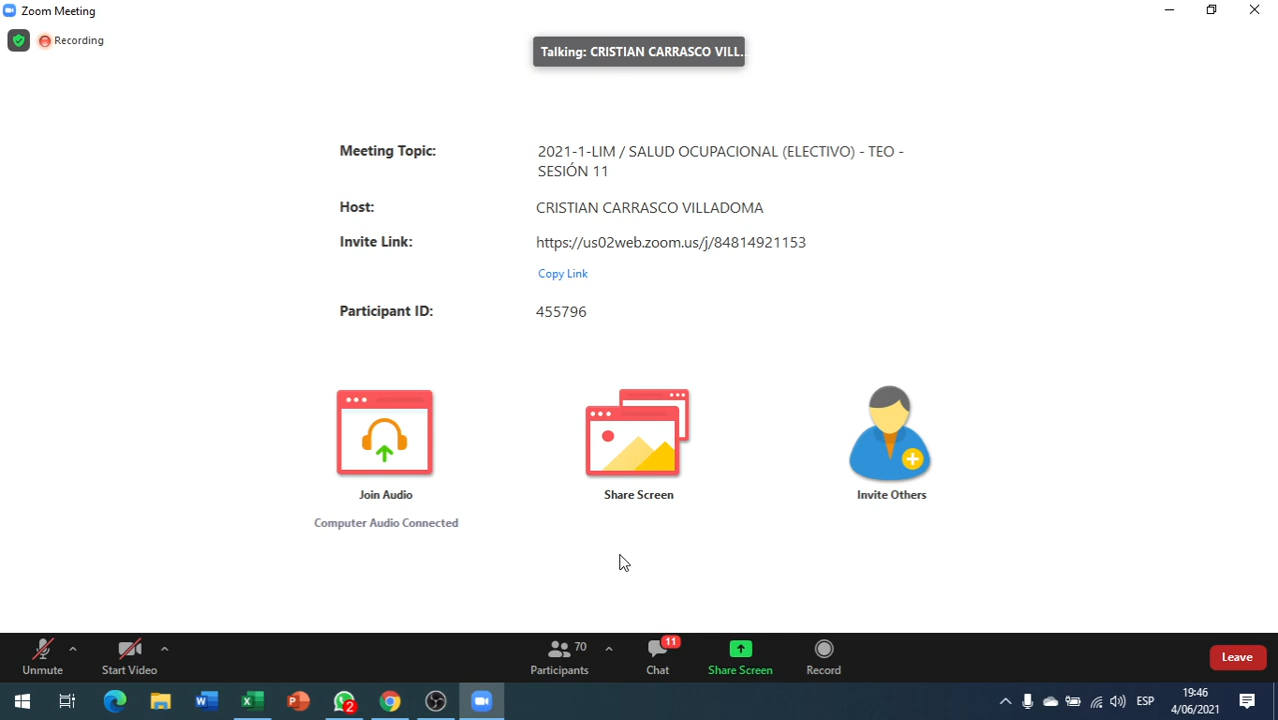 Zoom Meeting
Recording
Talking: CRISTIAN CARRASCO VILL...
Meeting Topic: 2021-1-LIM / SALUD OCUPACIONAL (ELECTIVO) - TEO -
SESIÓN 11
Host: CRISTIAN CARRASCO VILLADOMA
Invite Link: https://us02web.zoom.us/j/84814921153
Copy Link
Participant ID: 455796
Join Audio
Share Screen
Invite Others
Computer Audio Connected
70
11
Unmute
Start Video
Participants
Chat
Share Screen
Record
Leave
2
ESP
19:46
4/06/2021